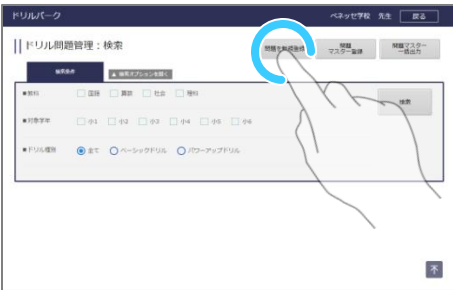 ドリルパーク
ベネッセ学校 先生 戻る
ドリル問題管理：検索
問題を新規登録
問題
マスター登録
問題マスター
一括出力
検索条件
▲ 検索オプションを開く
■教科
国語 算数 社会 理科
検索
■対象学年
小1 小2 小3 小4 小5 小6
■ドリル種別
全て ベーシックドリル パワーアップドリル